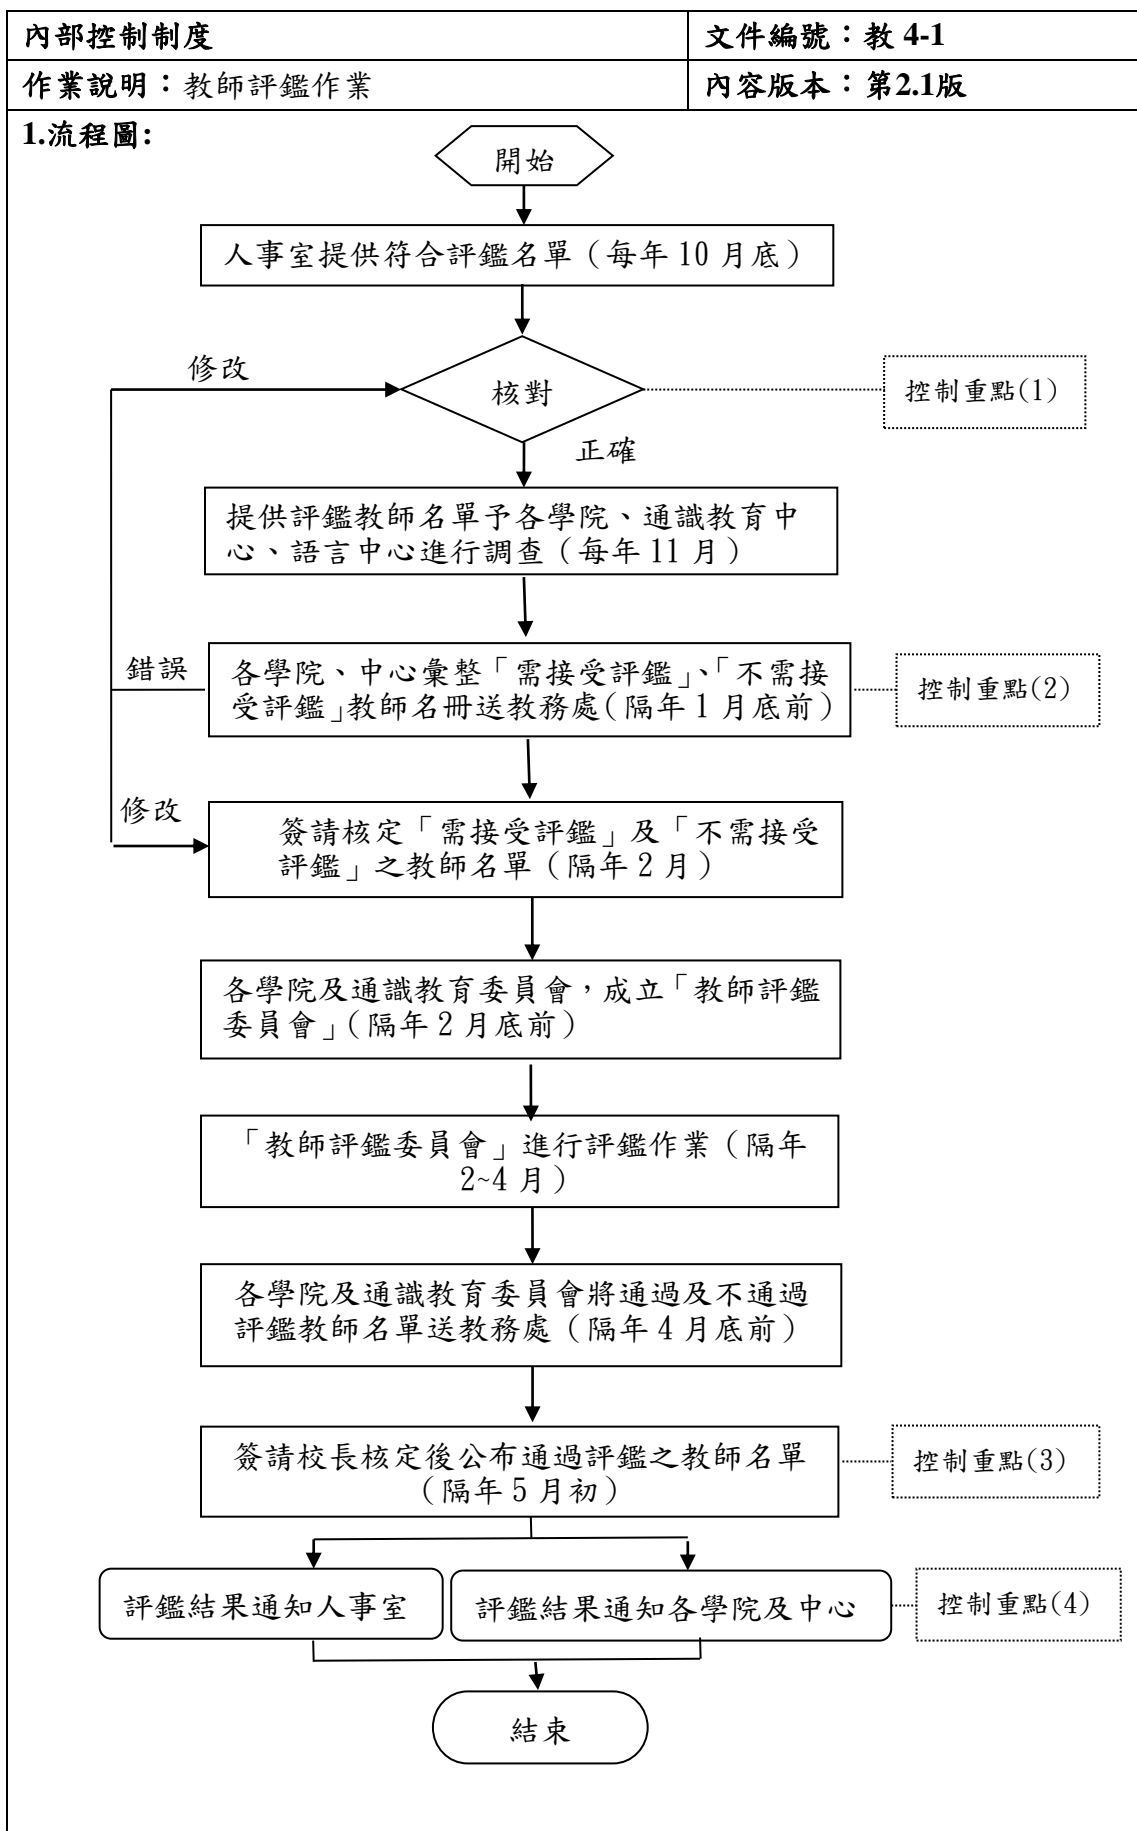 內部控制制度
文件編號：教 4-1
作業說明：教師評鑑作業
內容版本：第2.1版
1.流程圖:
開始
人事室提供符合評鑑名單（每年 10 月底）
修改
核對
控制重點(1)
正確
提供評鑑教師名單予各學院、通識教育中
心、語言中心進行調查（每年 11 月）
錯誤
各學院、中心彙整「需接受評鑑」、「不需接
受評鑑」教師名冊送教務處（隔年 1 月底前）
控制重點(2)
修改
簽請核定「需接受評鑑」及「不需接受
評鑑」之教師名單（隔年 2 月）
各學院及通識教育委員會，成立「教師評鑑
委員會」（隔年 2 月底前）
「教師評鑑委員會」進行評鑑作業（隔年
2~4 月）
各學院及通識教育委員會將通過及不通過
評鑑教師名單送教務處（隔年 4 月底前）
簽請校長核定後公布通過評鑑之教師名單
（隔年 5 月初）
控制重點(3)
評鑑結果通知人事室
評鑑結果通知各學院及中心
控制重點(4)
結束